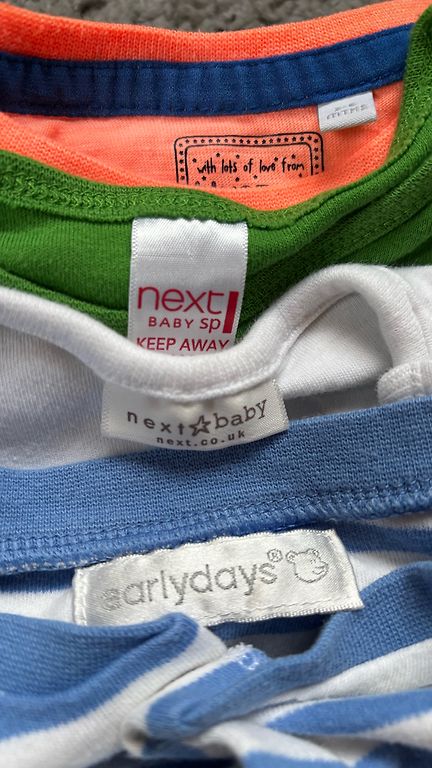 with lots of love from
next
BABY SP
KEEP AWAY
next☆baby
next.co.uk
earlydays®